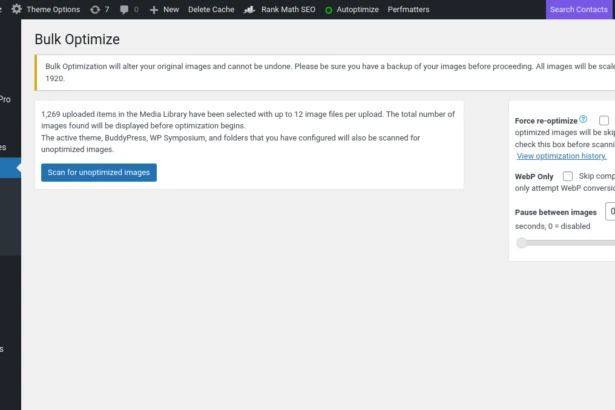 z Theme Options 7 0 New Delete Cache Rank Math SEO Autoptimize Perfmatters Search Contacts
Bulk Optimize
Bulk Optimization will alter your original images and cannot be undone. Please be sure you have a backup of your images before proceeding. All images will be scale
1920.
Pro
es
s
1,269 uploaded items in the Media Library have been selected with up to 12 image files per upload. The total number of
images found will be displayed before optimization begins.
The active theme, BuddyPress, WP Symposium, and folders that you have configured will also be scanned for
unoptimized images.
Scan for unoptimized images
Force re-optimize ?
optimized images will be skip
check this box before scanni
View optimization history.
WebP Only Skip comp
only attempt WebP conversio
Pause between images 0
seconds, 0 = disabled